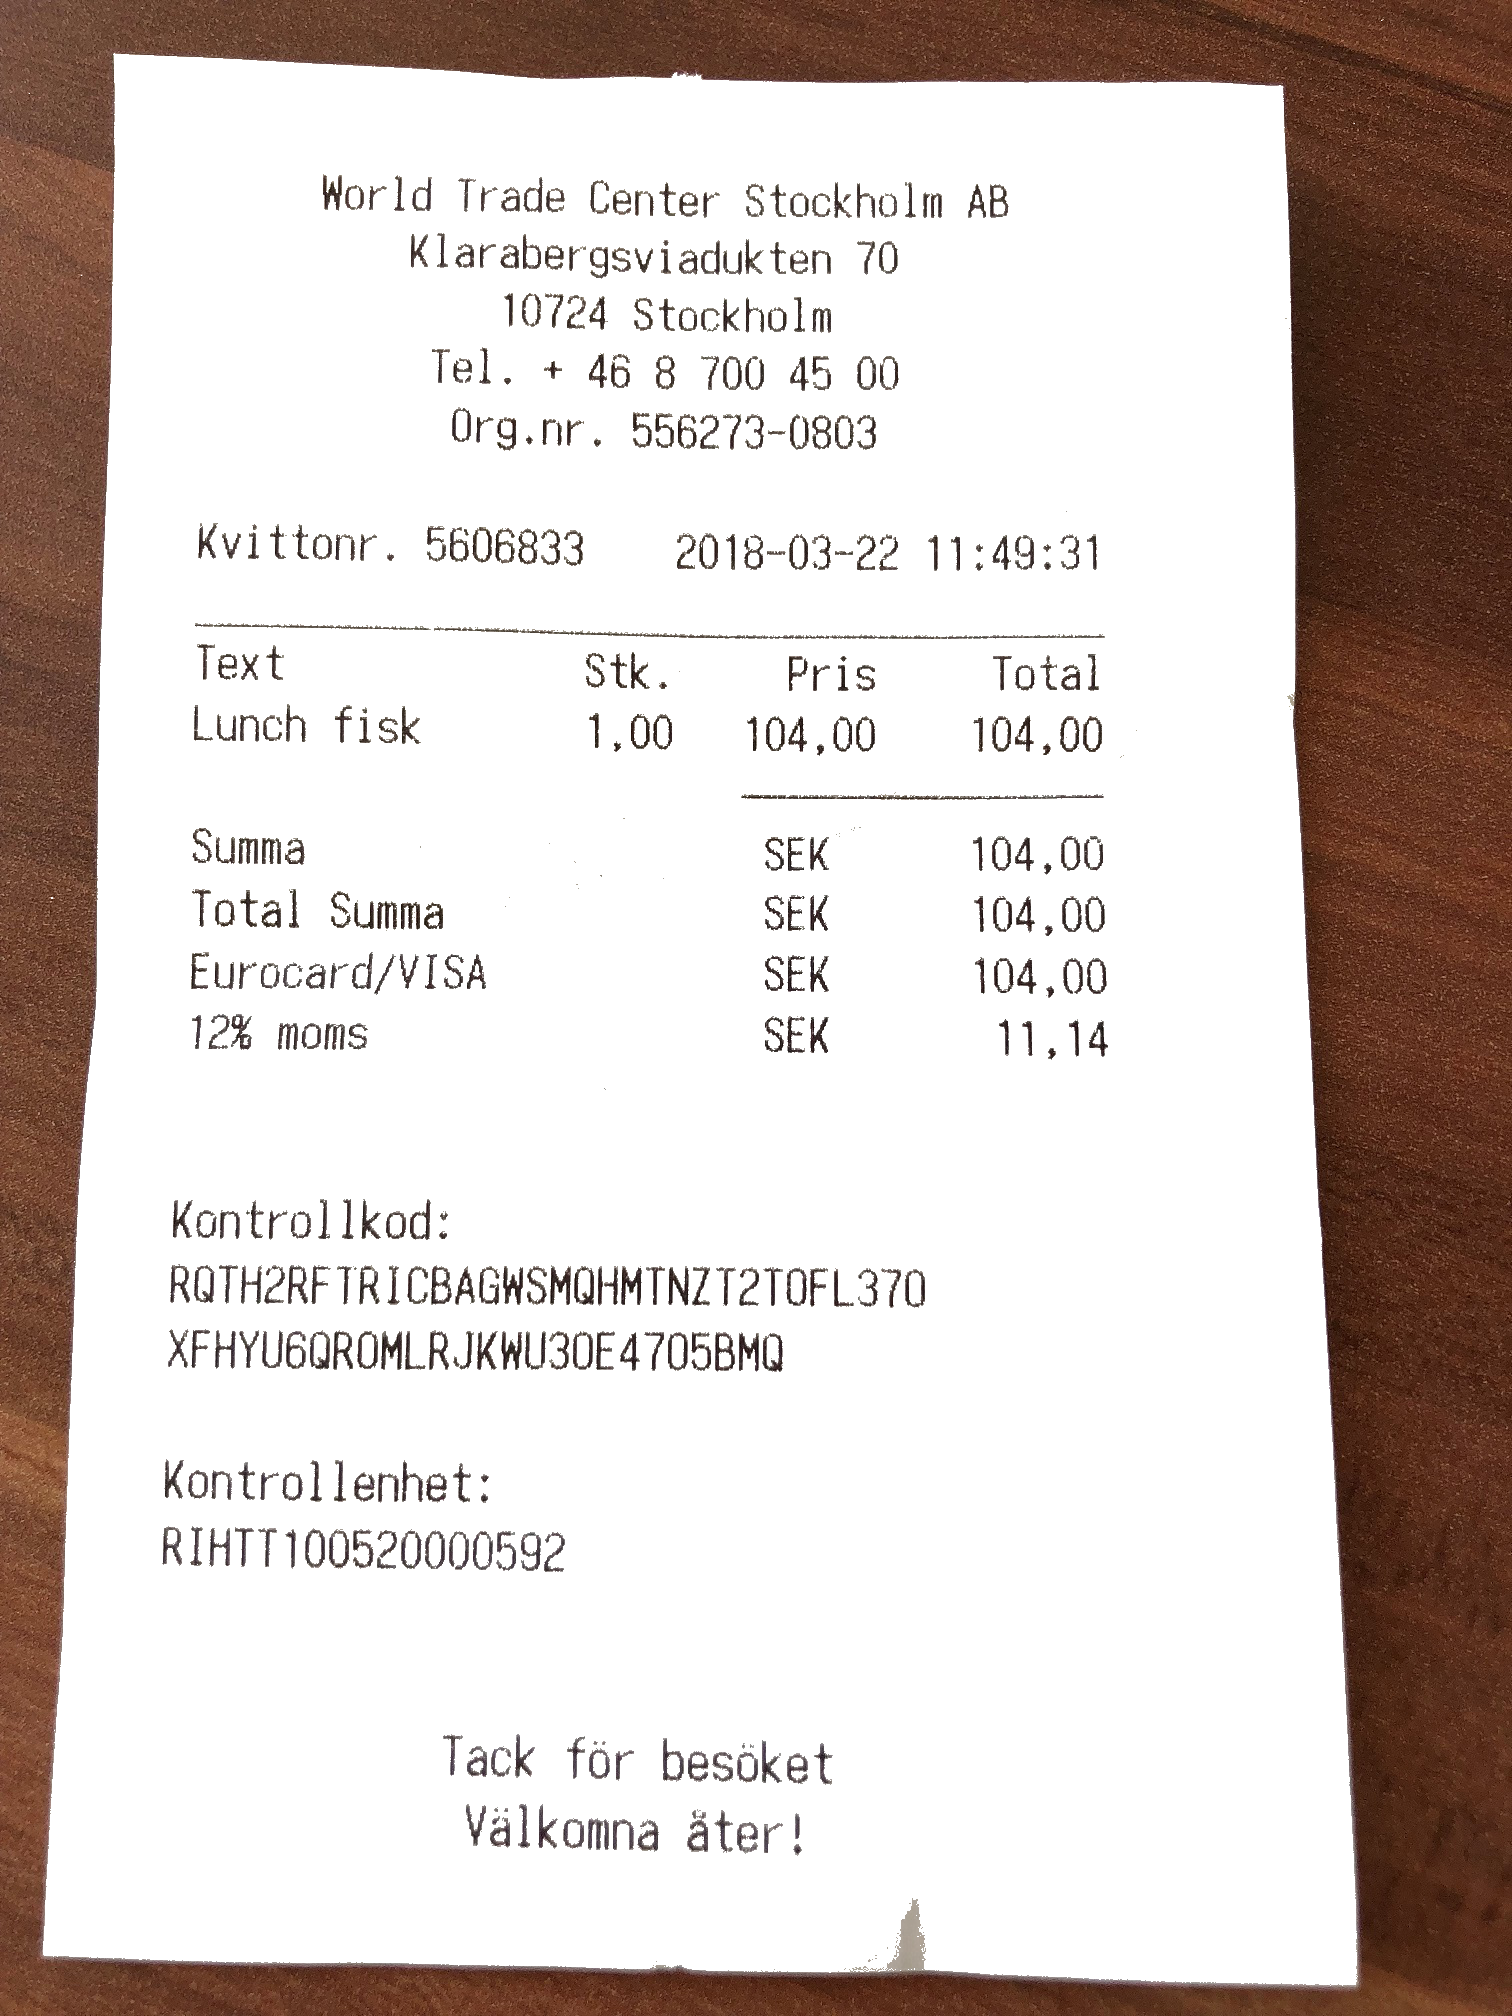 World Trade Center Stockholm AB
Klarabergsviadukten 70
10724 Stockholm
Tel. + 46 8 700 45 00
Org.nr. 556273-0803
Kvittonr. 5606833 2018-03-22 11:49:31
Text Stk. Pris Total
Lunch fisk 1,00 104,00 104,00
Summa SEK 104,00
Total Summa SEK 104,00
Eurocard/VISA SEK 104,00
12% moms SEK 11,14
Kontrollkod:
RQTH2RFTRICBAGWSMQHMTNZT2TOFL37O
XFHYU6QROMLRJKWU3OE47O5BMQ
Kontrollenhet:
RIHTT100520000592
Tack för besöket
Välkomna åter!